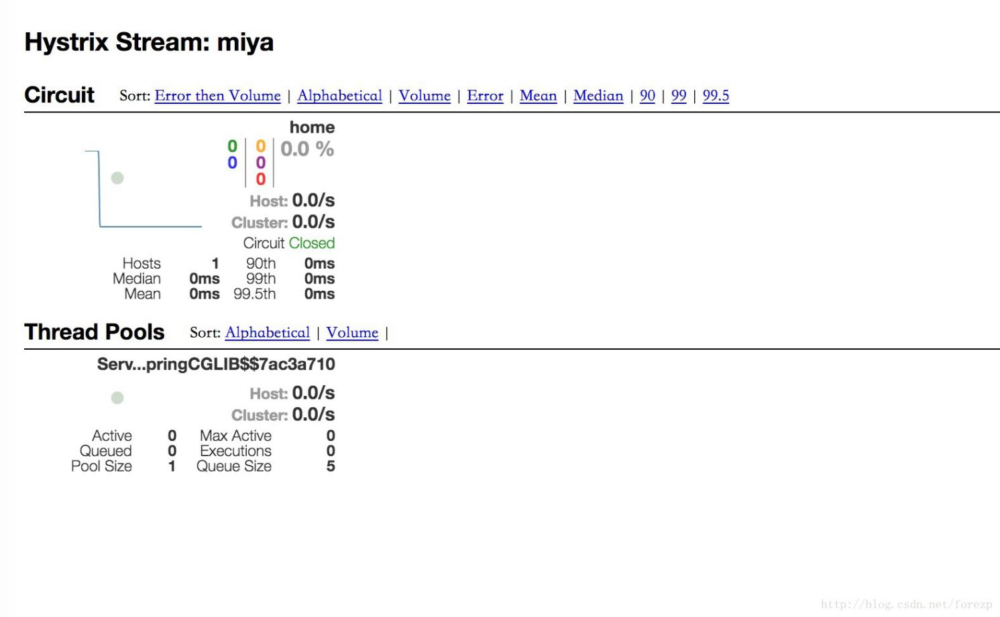 Hystrix Stream: miya
Circuit Sort: Error then Volume | Alphabetical | Volume | Error | Mean | Median | 90 | 99 | 99.5
home
0 0 0.0 %
0 0
0
Host: 0.0/s
Cluster: 0.0/s
Circuit Closed
Hosts 1 90th 0ms
Median 0ms 99th 0ms
Mean 0ms 99.5th 0ms
Thread Pools Sort: Alphabetical | Volume |
Serv...pringCGLIB$$7ac3a710
Host: 0.0/s
Cluster: 0.0/s
Active 0 Max Active 0
Queued 0 Executions 0
Pool Size 1 Queue Size 5
http://blog.csdn.net/forezp